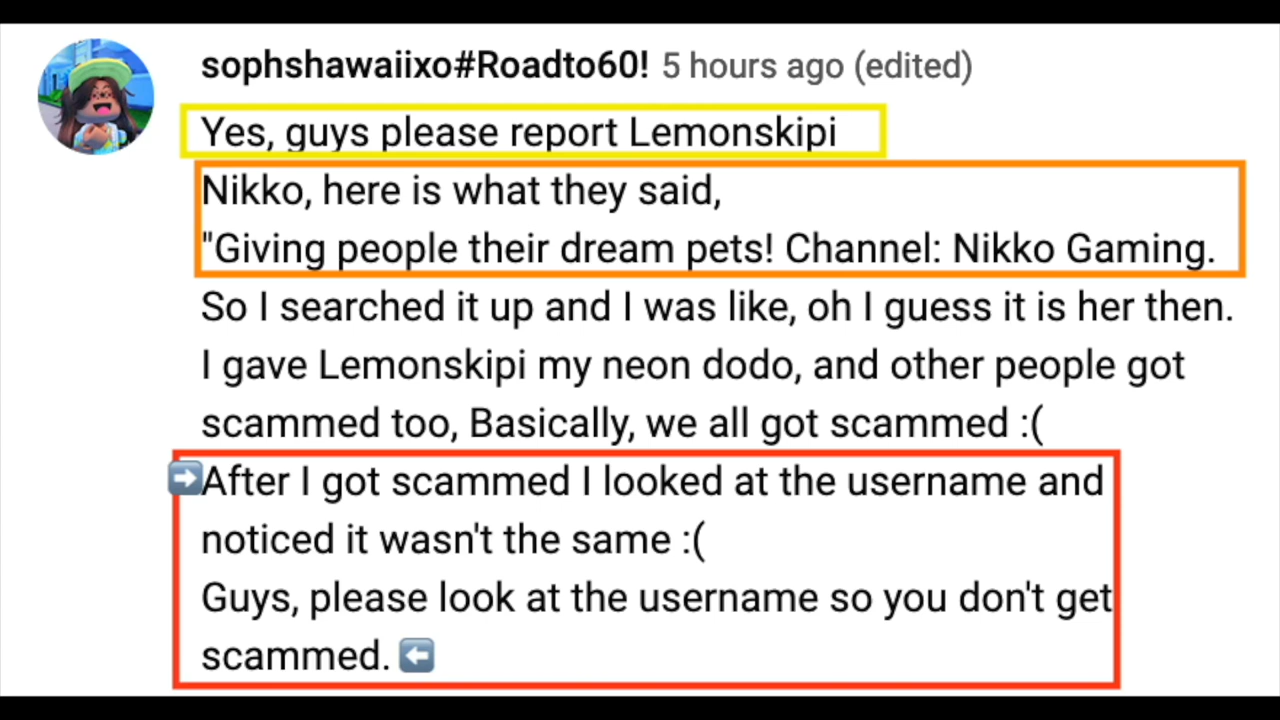 sophshawaiixo#Roadto60! 5 hours ago (edited)
Yes, guys please report Lemonskipi
Nikko, here is what they said,
"Giving people their dream pets! Channel: Nikko Gaming.
So I searched it up and I was like, oh I guess it is her then.
I gave Lemonskipi my neon dodo, and other people got
scammed too, Basically, we all got scammed :(
➡️After I got scammed I looked at the username and
noticed it wasn't the same :(
Guys, please look at the username so you don't get
scammed. ⬅️